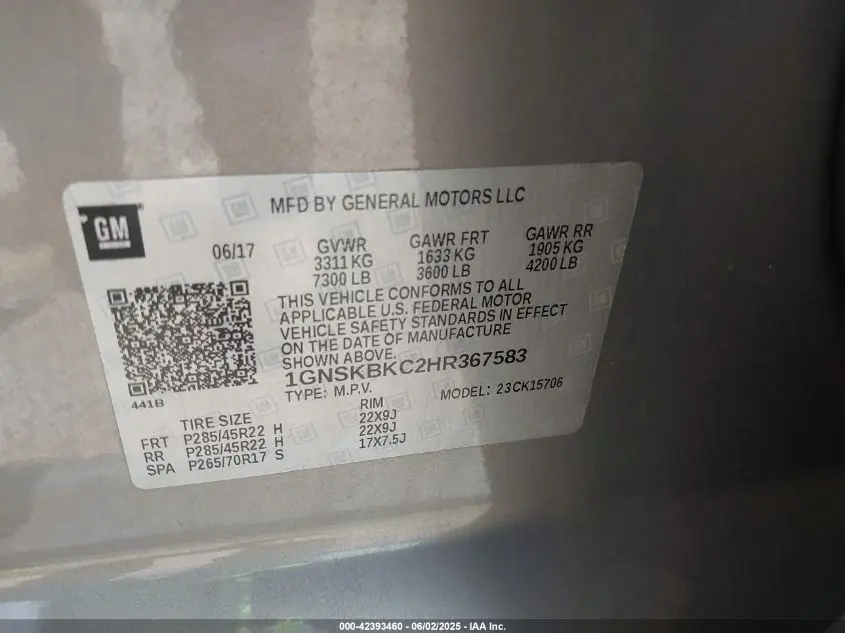 GM
MFD BY GENERAL MOTORS LLC
06/17
GVWR
3311 KG
7300 LB
GAWR FRT
1633 KG
3600 LB
GAWR RR
1905 KG
4200 LB
THIS VEHICLE CONFORMS TO ALL
APPLICABLE U.S. FEDERAL MOTOR
VEHICLE SAFETY STANDARDS IN EFFECT
ON THE DATE OF MANUFACTURE
SHOWN ABOVE.
1GNSKBKC2HR367583
TYPE: M.P.V. MODEL: 23CK15706
441B
TIRE SIZE RIM
FRT P285/45R22 H 22X9J
RR P285/45R22 H 22X9J
SPA P265/70R17 S 17X7.5J
000-42393460 - 06/02/2025 - IAA Inc.